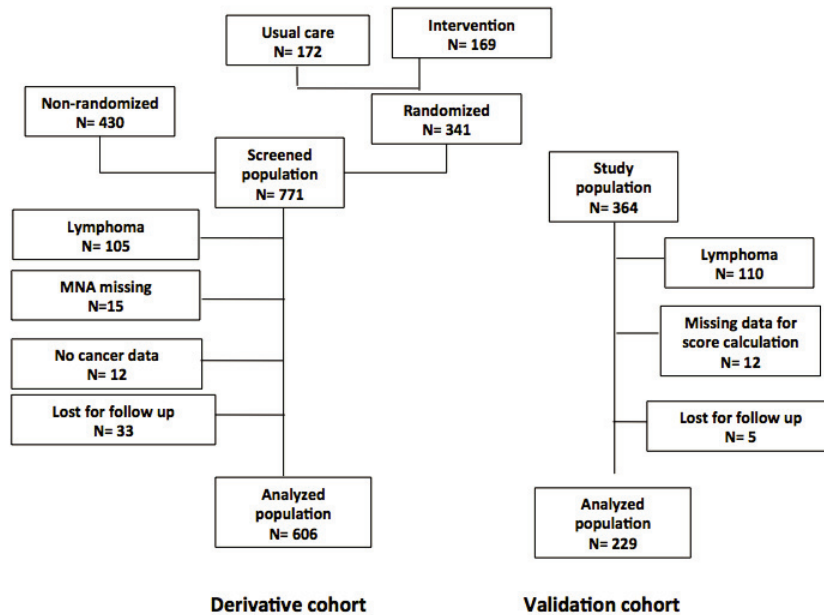 Usual care
N= 172
Intervention
N= 169
Non-randomized
N= 430
Randomized
N= 341
Screened
population
N= 771
Study
population
N= 364
Lymphoma
N= 105
Lymphoma
N= 110
MNA missing
N=15
Missing data for
score calculation
N= 12
No cancer data
N= 12
Lost for follow up
N= 33
Lost for follow up
N= 5
Analyzed
population
N= 606
Analyzed
population
N= 229
Derivative cohort
Validation cohort